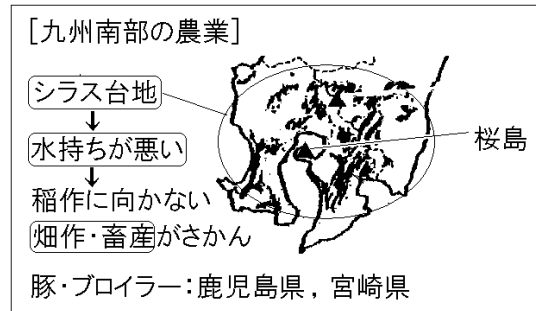 [九州南部の農業]
シラス台地
↓
水持ちが悪い
↓
稲作に向かない
畑作・畜産がさかん
桜島
豚・ブロイラー:鹿児島県,宮崎県